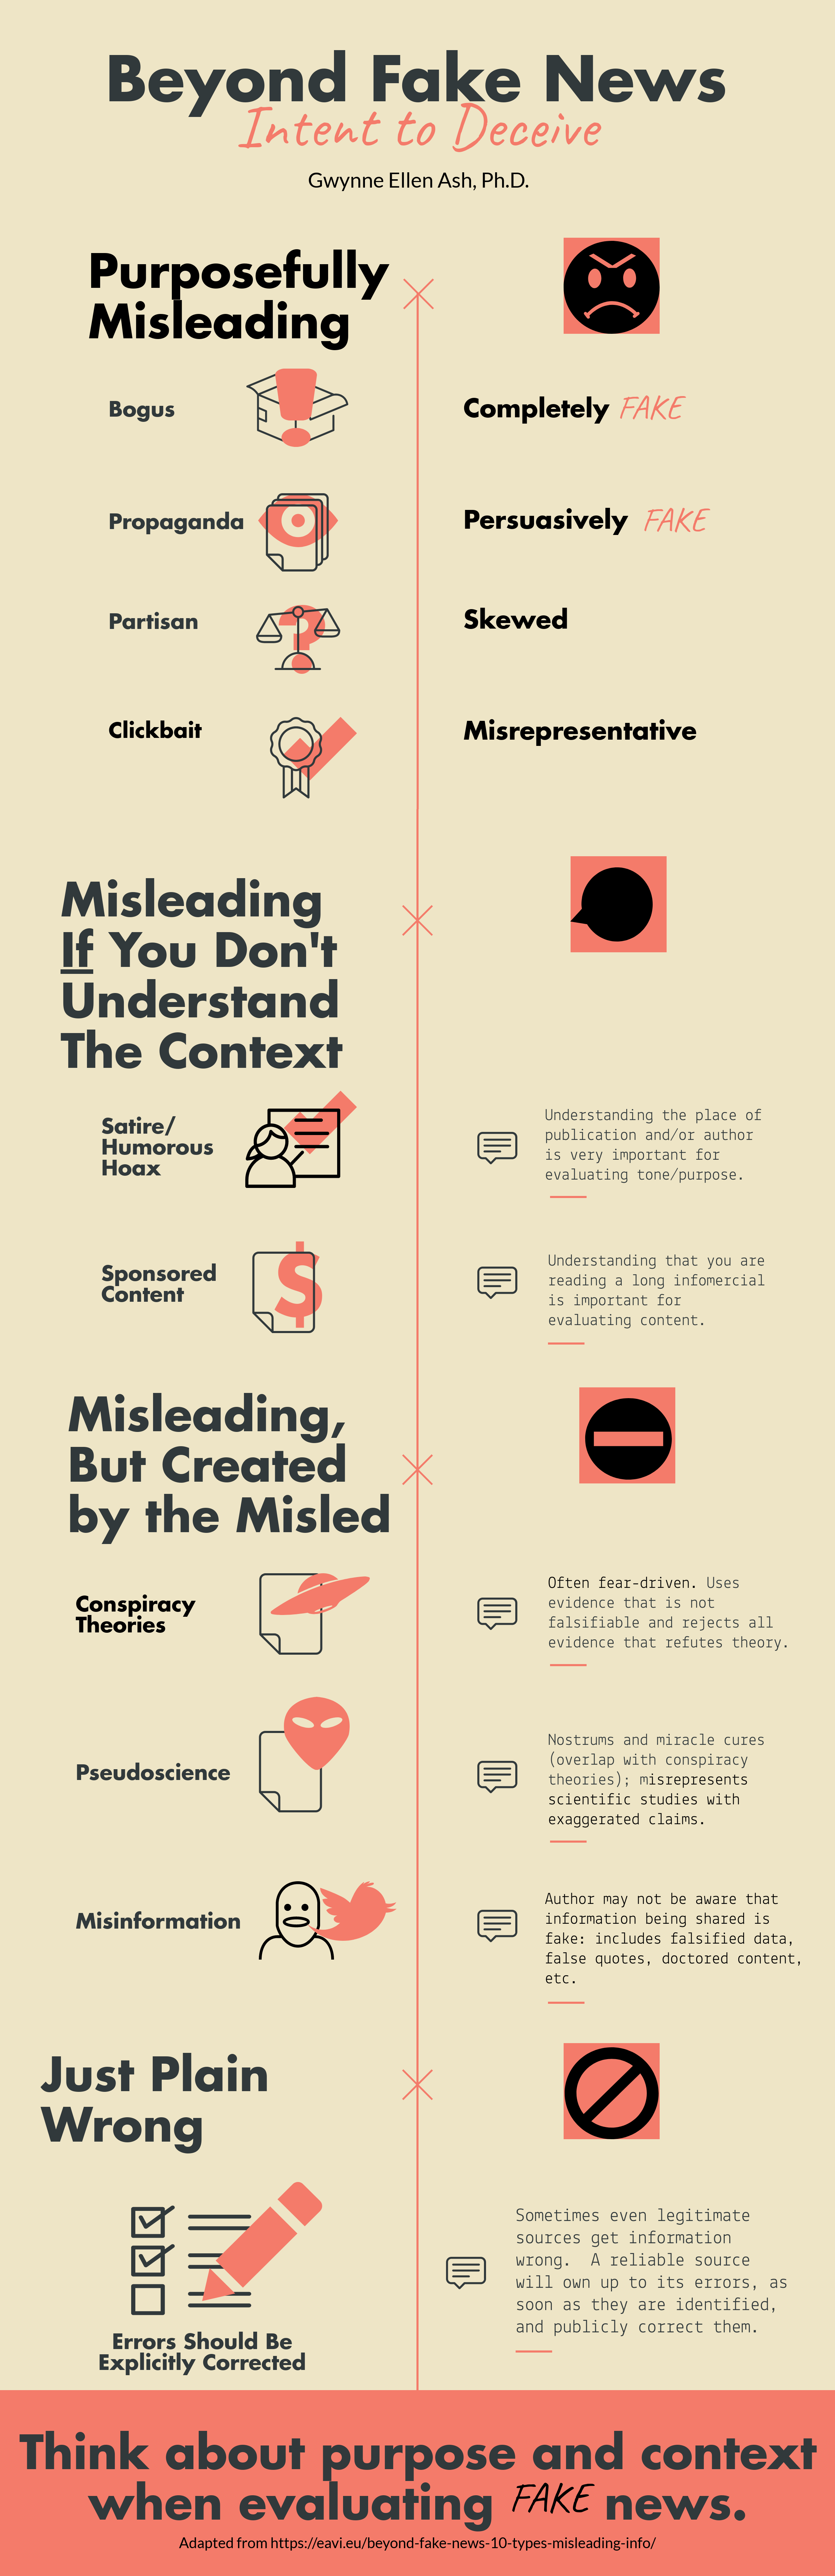 Beyond Fake News
Intent to Deceive
Gwynne Ellen Ash, Ph.D.
Purposefully
Misleading
Bogus
Completely FAKE
Propaganda
Persuasively FAKE
Partisan
Skewed
Clickbait
Misrepresentative
Misleading
If You Don't
Understand
The Context
Satire/
Humorous
Hoax
Understanding the place of
publication and/or author
is very important for
evaluating tone/purpose.
Sponsored
Content
Understanding that you are
reading a long infomercial
is important for
evaluating content.
Misleading,
But Created
by the Misled
Conspiracy
Theories
Often fear-driven. Uses
evidence that is not
falsifiable and rejects all
evidence that refutes theory.
Pseudoscience
Nostrums and miracle cures
(overlap with conspiracy
theories); misrepresents
scientific studies with
exaggerated claims.
Misinformation
Author may not be aware that
information being shared is
fake: includes falsified data,
false quotes, doctored content,
etc.
Just Plain
Wrong
Errors Should Be
Explicitly Corrected
Sometimes even legitimate
sources get information
wrong. A reliable source
will own up to its errors, as
soon as they are identified,
and publicly correct them.
Think about purpose and context
when evaluating FAKE news.
Adapted from https://eavi.eu/beyond-fake-news-10-types-misleading-info/